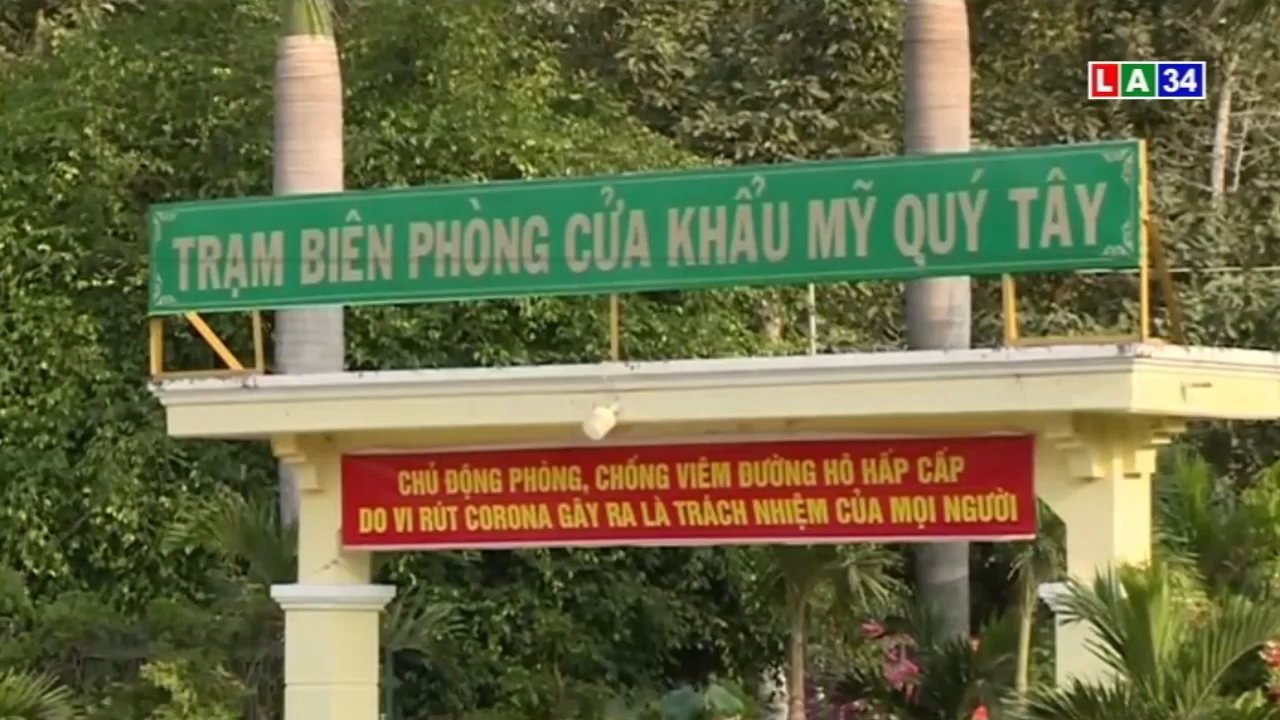 LA34
TRẠM BIÊN PHÒNG CỬA KHẨU MỸ QUÝ TÂY
CHỦ ĐỘNG PHÒNG, CHỐNG VIÊM ĐƯỜNG HÔ HẤP CẤP
DO VI RÚT CORONA GÂY RA LÀ TRÁCH NHIỆM CỦA MỌI NGƯỜI